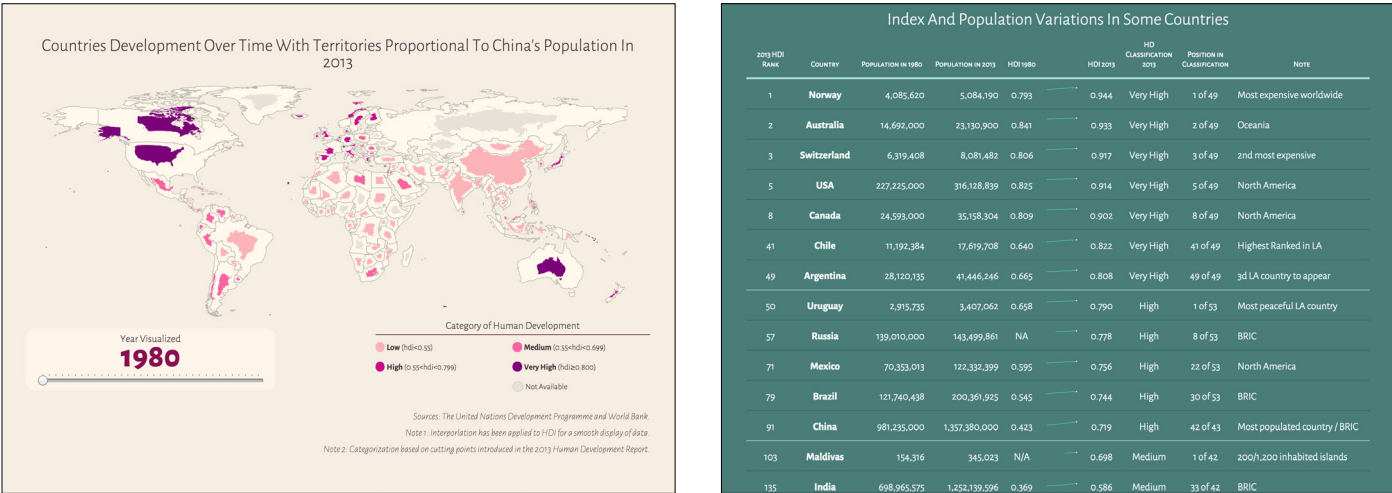 Countries Development Over Time With Territories Proportional To China's Population In
2013
Year Visualized
1980
Category of Human Development
Low (hdi<0.55)
Medium (0.55<hdi<0.699)
High (0.55<hdi<0.799)
Very High (hdi≥0.800)
Not Available
Sources: The United Nations Development Programme and World Bank.
Note 1: Interporlation has been applied to HDI for a smooth display of data.
Note 2: Categorization based on cutting points introduced in the 2013 Human Development Report.
Index And Population Variations In Some Countries
2013 HDI Rank Country Population in 1980 Population in 2013 HDI 1980 HDI 2013 HD Classification 2013 Position in Classification Note
1 Norway 4,085,620 5,084,190 0.793 0.944 Very High 1 of 49 Most expensive worldwide
2 Australia 14,692,000 23,130,900 0.841 0.933 Very High 2 of 49 Oceania
3 Switzerland 6,319,408 8,081,482 0.806 0.917 Very High 3 of 49 2nd most expensive
5 USA 227,225,000 316,128,839 0.825 0.914 Very High 5 of 49 North America
8 Canada 24,593,000 35,158,304 0.809 0.902 Very High 8 of 49 North America
41 Chile 11,192,384 17,619,708 0.640 0.822 Very High 41 of 49 Highest Ranked in LA
49 Argentina 28,120,135 41,446,246 0.665 0.808 Very High 49 of 49 3d LA country to appear
50 Uruguay 2,915,735 3,407,062 0.658 0.790 High 1 of 53 Most peaceful LA country
57 Russia 139,010,000 143,499,861 NA 0.778 High 8 of 53 BRIC
71 Mexico 70,353,013 122,332,399 0.595 0.756 High 22 of 53 North America
79 Brazil 121,740,438 200,361,925 0.545 0.744 High 30 of 53 BRIC
91 China 981,235,000 1,357,380,000 0.423 0.719 High 42 of 43 Most populated country / BRIC
103 Maldivas 154,316 345,023 N/A 0.698 Medium 1 of 42 200/1,200 inhabited islands
135 India 698,965,575 1,252,139,596 0.369 0.586 Medium 33 of 42 BRIC